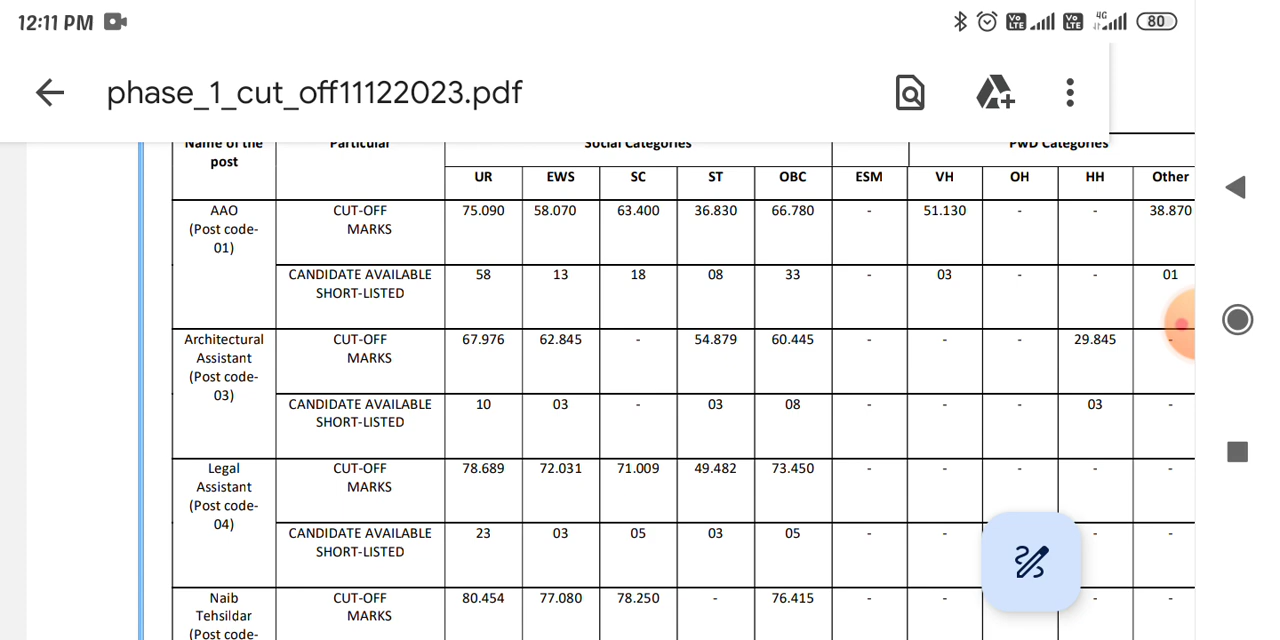 12:11 PM Vo LTE Vo LTE 4G 80
phase_1_cut_off11122023.pdf
Name of the post Particular Social Categories PwD Categories
UR EWS SC ST OBC ESM VH OH HH Other
AAO (Post code-01) CUT-OFF MARKS 75.090 58.070 63.400 36.830 66.780 - 51.130 - - 38.870
CANDIDATE AVAILABLE SHORT-LISTED 58 13 18 08 33 - 03 - - 01
Architectural Assistant (Post code-03) CUT-OFF MARKS 67.976 62.845 - 54.879 60.445 - - - 29.845 -
CANDIDATE AVAILABLE SHORT-LISTED 10 03 - 03 08 - - - 03 -
Legal Assistant (Post code-04) CUT-OFF MARKS 78.689 72.031 71.009 49.482 73.450 - - - - -
CANDIDATE AVAILABLE SHORT-LISTED 23 03 05 03 05 - - - -
Naib Tehsildar (Post code- CUT-OFF MARKS 80.454 77.080 78.250 - 76.415 - - - -